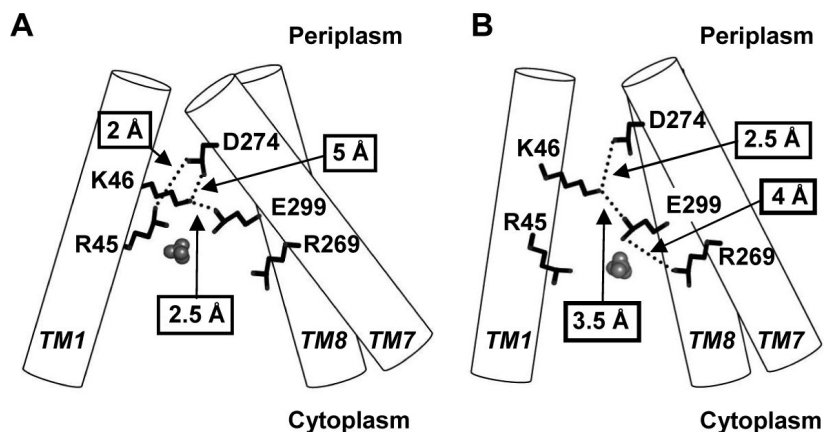 A
Periplasm
2 Å
D274
5 Å
K46
E299
R45
R269
2.5 Å
TM1
TM8
TM7
Cytoplasm
B
Periplasm
D274
2.5 Å
K46
E299
4 Å
R45
R269
3.5 Å
TM1
TM8
TM7
Cytoplasm